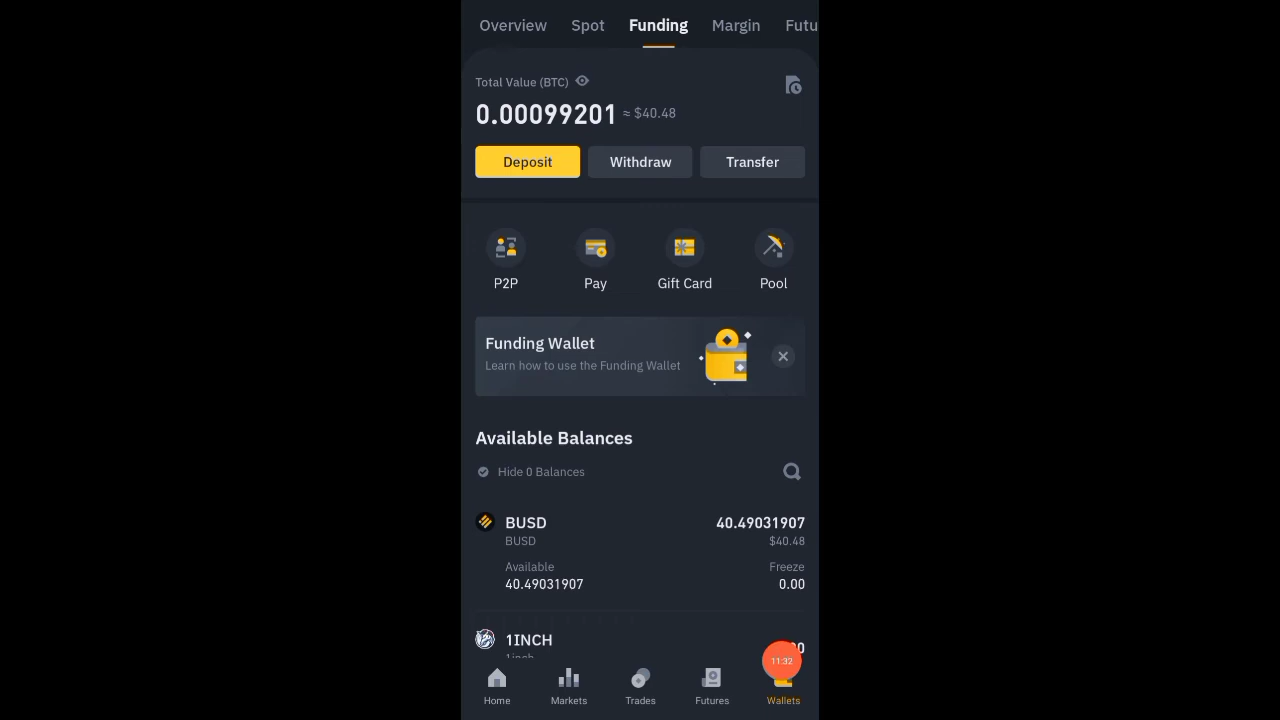 Overview Spot Funding Margin Futu
Total Value (BTC)
0.00099201 ≈ $40.48
Deposit Withdraw Transfer
P2P Pay Gift Card Pool
Funding Wallet
Learn how to use the Funding Wallet
Available Balances
Hide 0 Balances
BUSD 40.49031907
BUSD $40.48
Available Freeze
40.49031907 0.00
1INCH
1inch
11:32
Home Markets Trades Futures Wallets